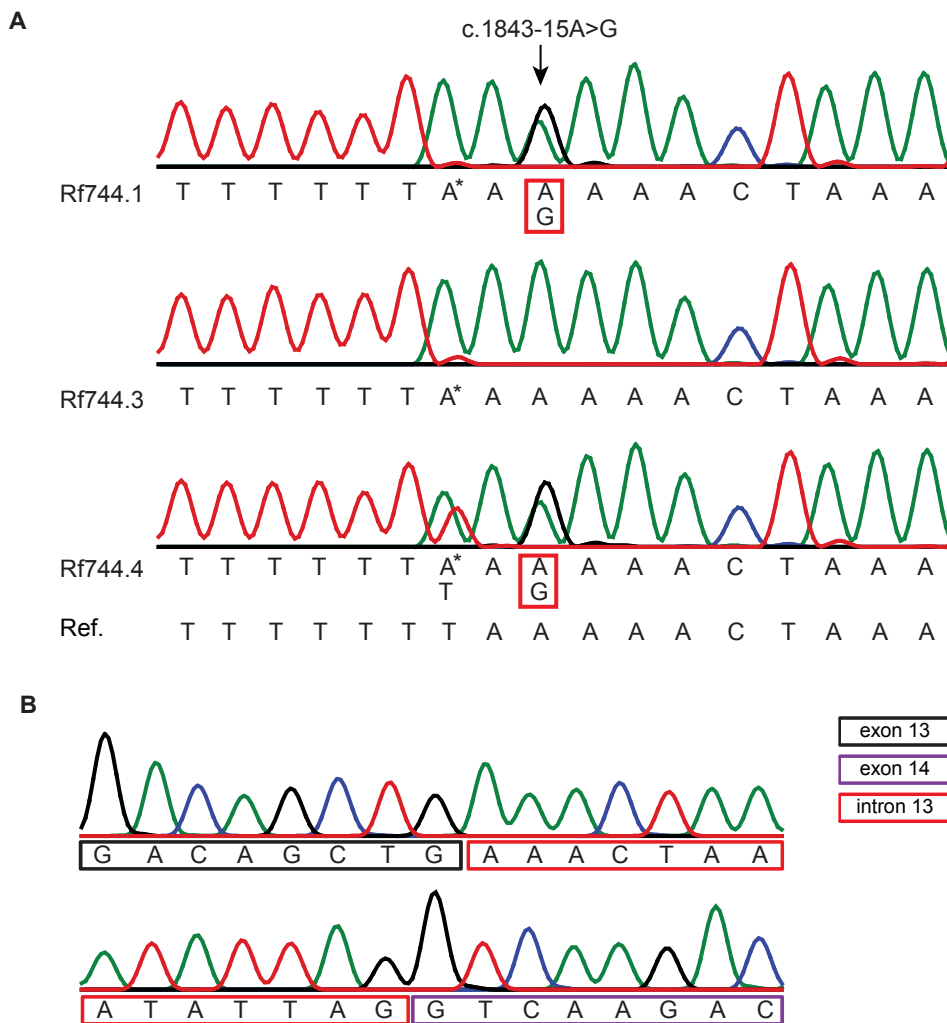 A
c.1843-15A>G
Rf744.1 T T T T T T A* A A A A A C T A A A
G
Rf744.3 T T T T T T A* A A A A A C T A A A
Rf744.4 T T T T T T A* A A A A A C T A A A
T G
Ref. T T T T T T T A A A A A C T A A A
B
exon 13
exon 14
intron 13
G A C A G C T G A A A C T A A
A T A T T A G G T C A A G A C